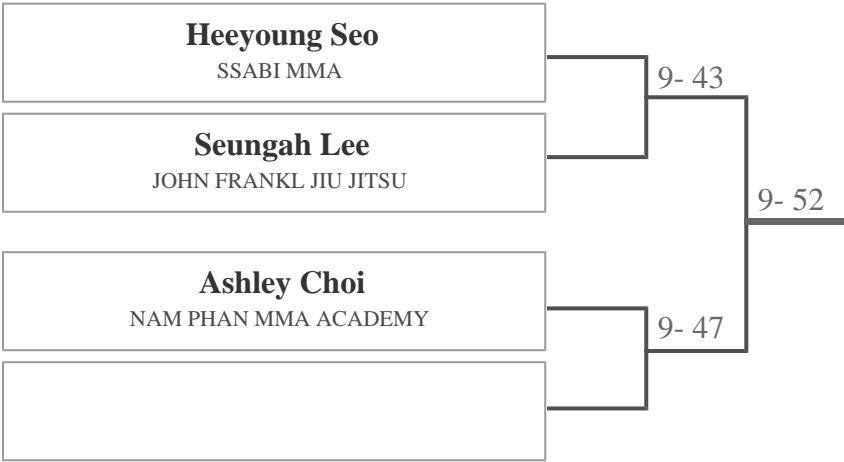 Heeyoung Seo
SSABI MMA
9- 43
Seungah Lee
JOHN FRANKL JIU JITSU
9- 52
Ashley Choi
NAM PHAN MMA ACADEMY
9- 47